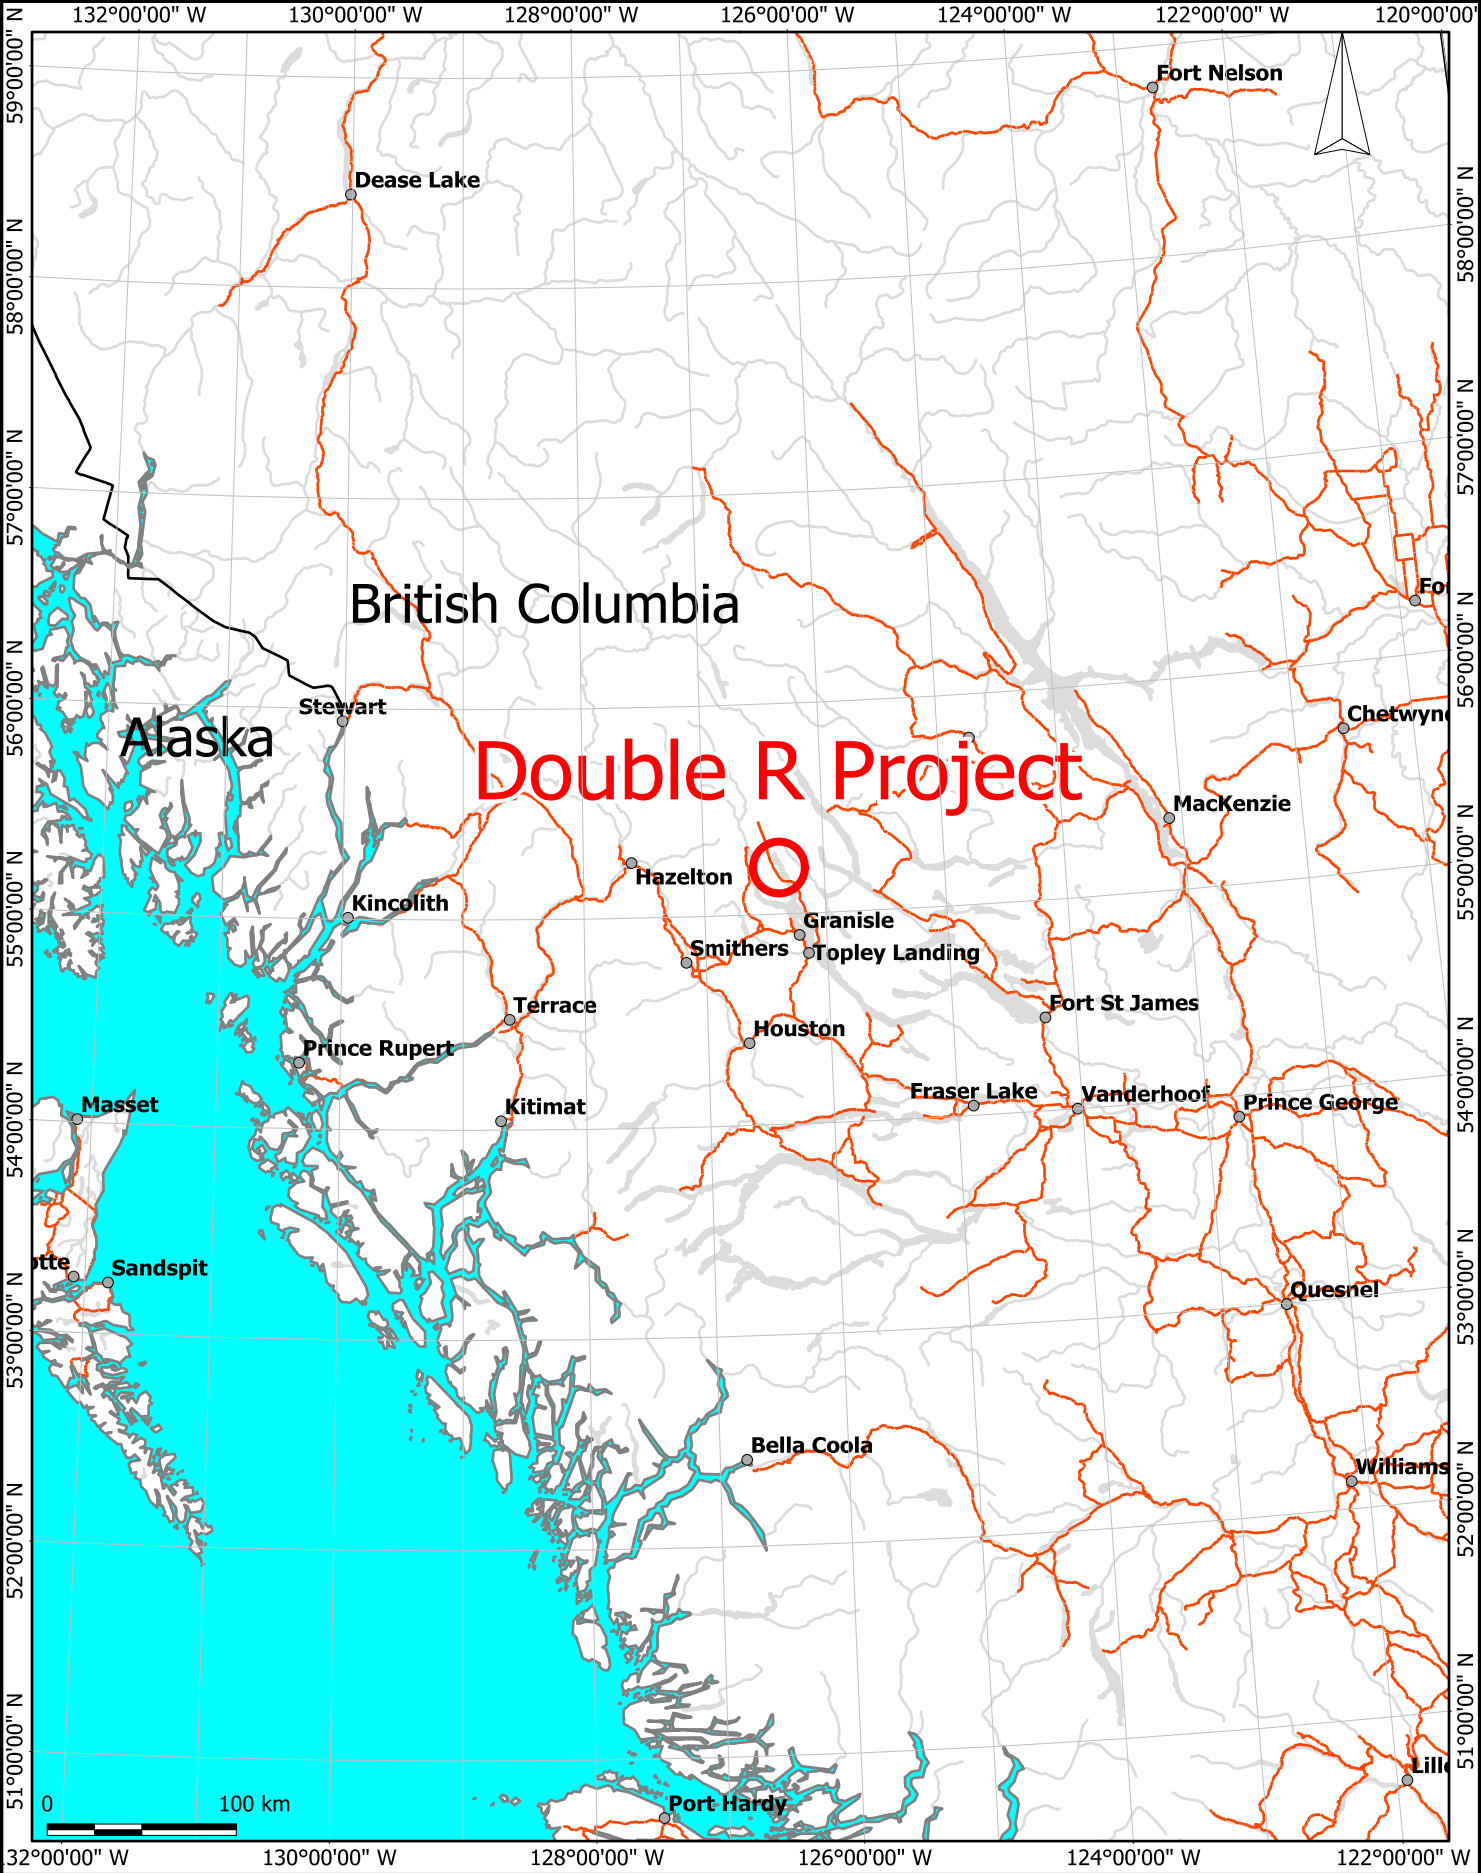 132°00'00" W
130°00'00" W
128°00'00" W
126°00'00" W
124°00'00" W
122°00'00" W
120°00'00"
59°00'00" N
Fort Nelson
Dease Lake
58°00'00" N
58°00'00" N
57°00'00" N
57°00'00" N
British Columbia
For
56°00'00" N
56°00'00" N
Stewart
Alaska
Chetwynd
Double R Project
MacKenzie
Hazelton
55°00'00" N
55°00'00" N
Kincolith
Granisle
Smithers
Topley Landing
Terrace
Fort St James
Houston
Prince Rupert
54°00'00" N
54°00'00" N
Masset
Kitimat
Fraser Lake
Vanderhoof
Prince George
otte
Sandspit
53°00'00" N
53°00'00" N
Quesnel
Bella Coola
Williams
52°00'00" N
52°00'00" N
51°00'00" N
51°00'00" N
Lillo
0
100 km
Port Hardy
32°00'00" W
130°00'00" W
128°00'00" W
126°00'00" W
124°00'00" W
122°00'00" W